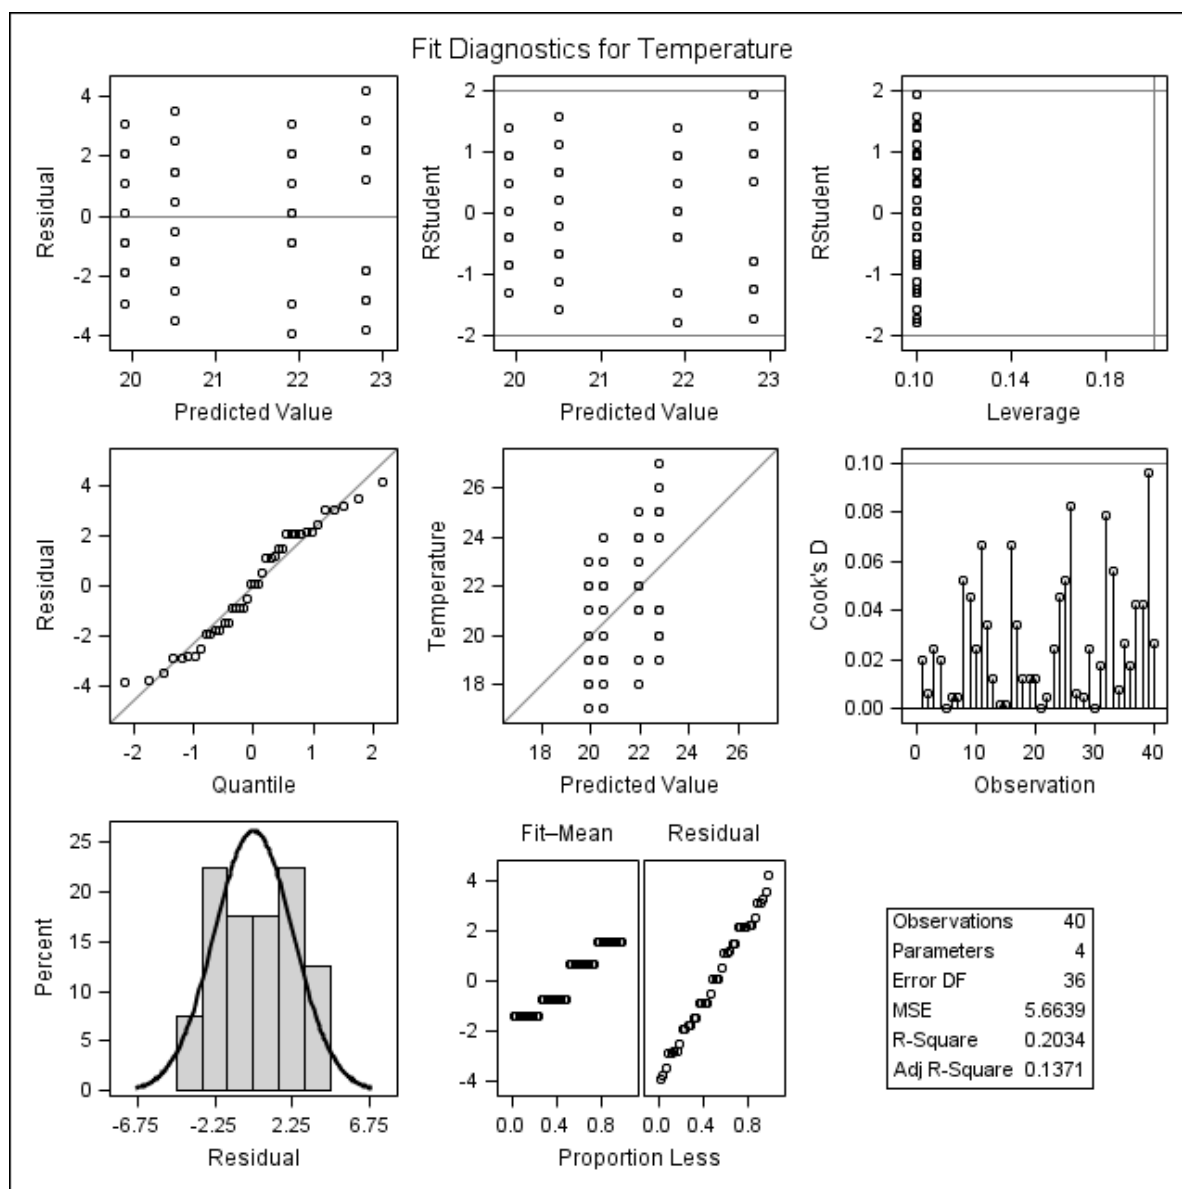 Fit Diagnostics for Temperature
4
2
0
-2
-4
Residual
20 21 22 23
Predicted Value
2
1
0
-1
-2
RStudent
20 21 22 23
Predicted Value
2
1
0
-1
-2
RStudent
0.10 0.14 0.18
Leverage
4
2
0
-2
-4
Residual
-2 -1 0 1 2
Quantile
26
24
22
20
18
Temperature
18 20 22 24 26
Predicted Value
0.10
0.08
0.06
0.04
0.02
0.00
Cook's D
0 10 20 30 40
Observation
25
20
15
10
5
0
Percent
-6.75 -2.25 2.25 6.75
Residual
Fit–Mean Residual
4
2
0
-2
-4
0.0 0.4 0.8 0.0 0.4 0.8
Proportion Less
Observations 40
Parameters 4
Error DF 36
MSE 5.6639
R-Square 0.2034
Adj R-Square 0.1371